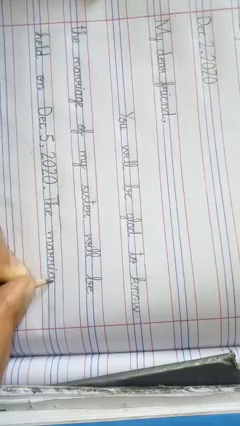 Dec 2, 2020
My dear friend,
You will be glad to know
the marriage of my sister will be
held on Dec 5, 2020. The marriag